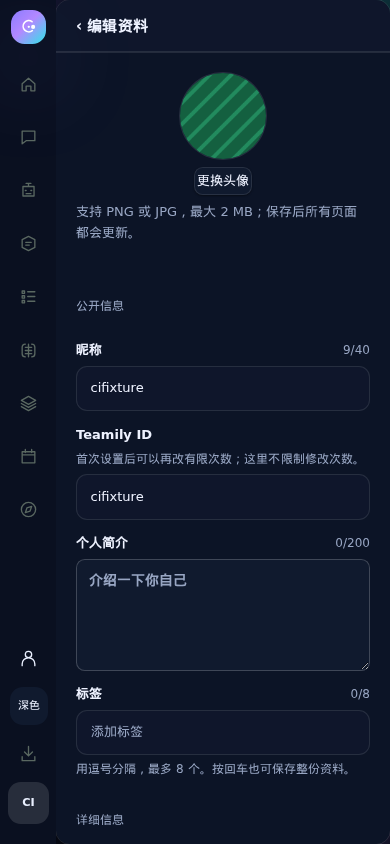 ‹ 编辑资料
更换头像
支持 PNG 或 JPG，最大 2 MB；保存后所有页面
都会更新。
公开信息
昵称 9/40
cifixture
Teamily ID
首次设置后可以再改有限次数；这里不限制修改次数。
cifixture
个人简介 0/200
介绍一下你自己
标签 0/8
添加标签
用逗号分隔，最多 8 个。按回车也可保存整份资料。
详细信息
深色
CI